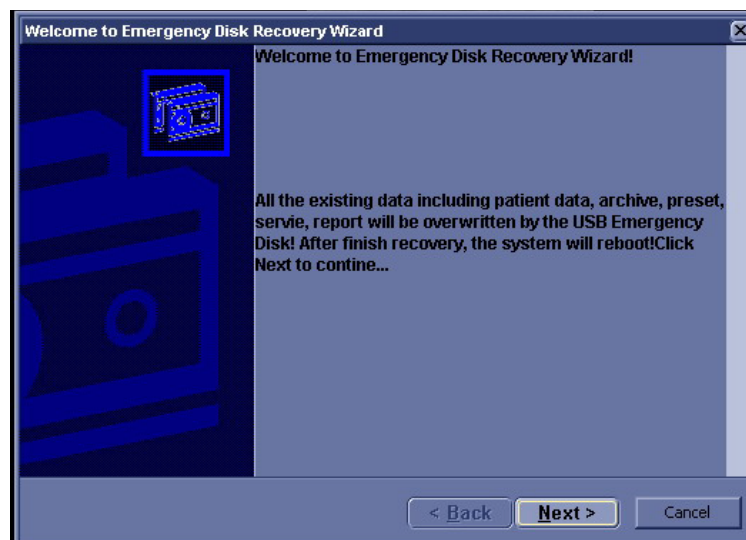 Welcome to Emergency Disk Recovery Wizard
Welcome to Emergency Disk Recovery Wizard!
All the existing data including patient data, archive, preset,
servie, report will be overwritten by the USB Emergency
Disk! After finish recovery, the system will reboot!Click
Next to contine...
< Back
Next >
Cancel